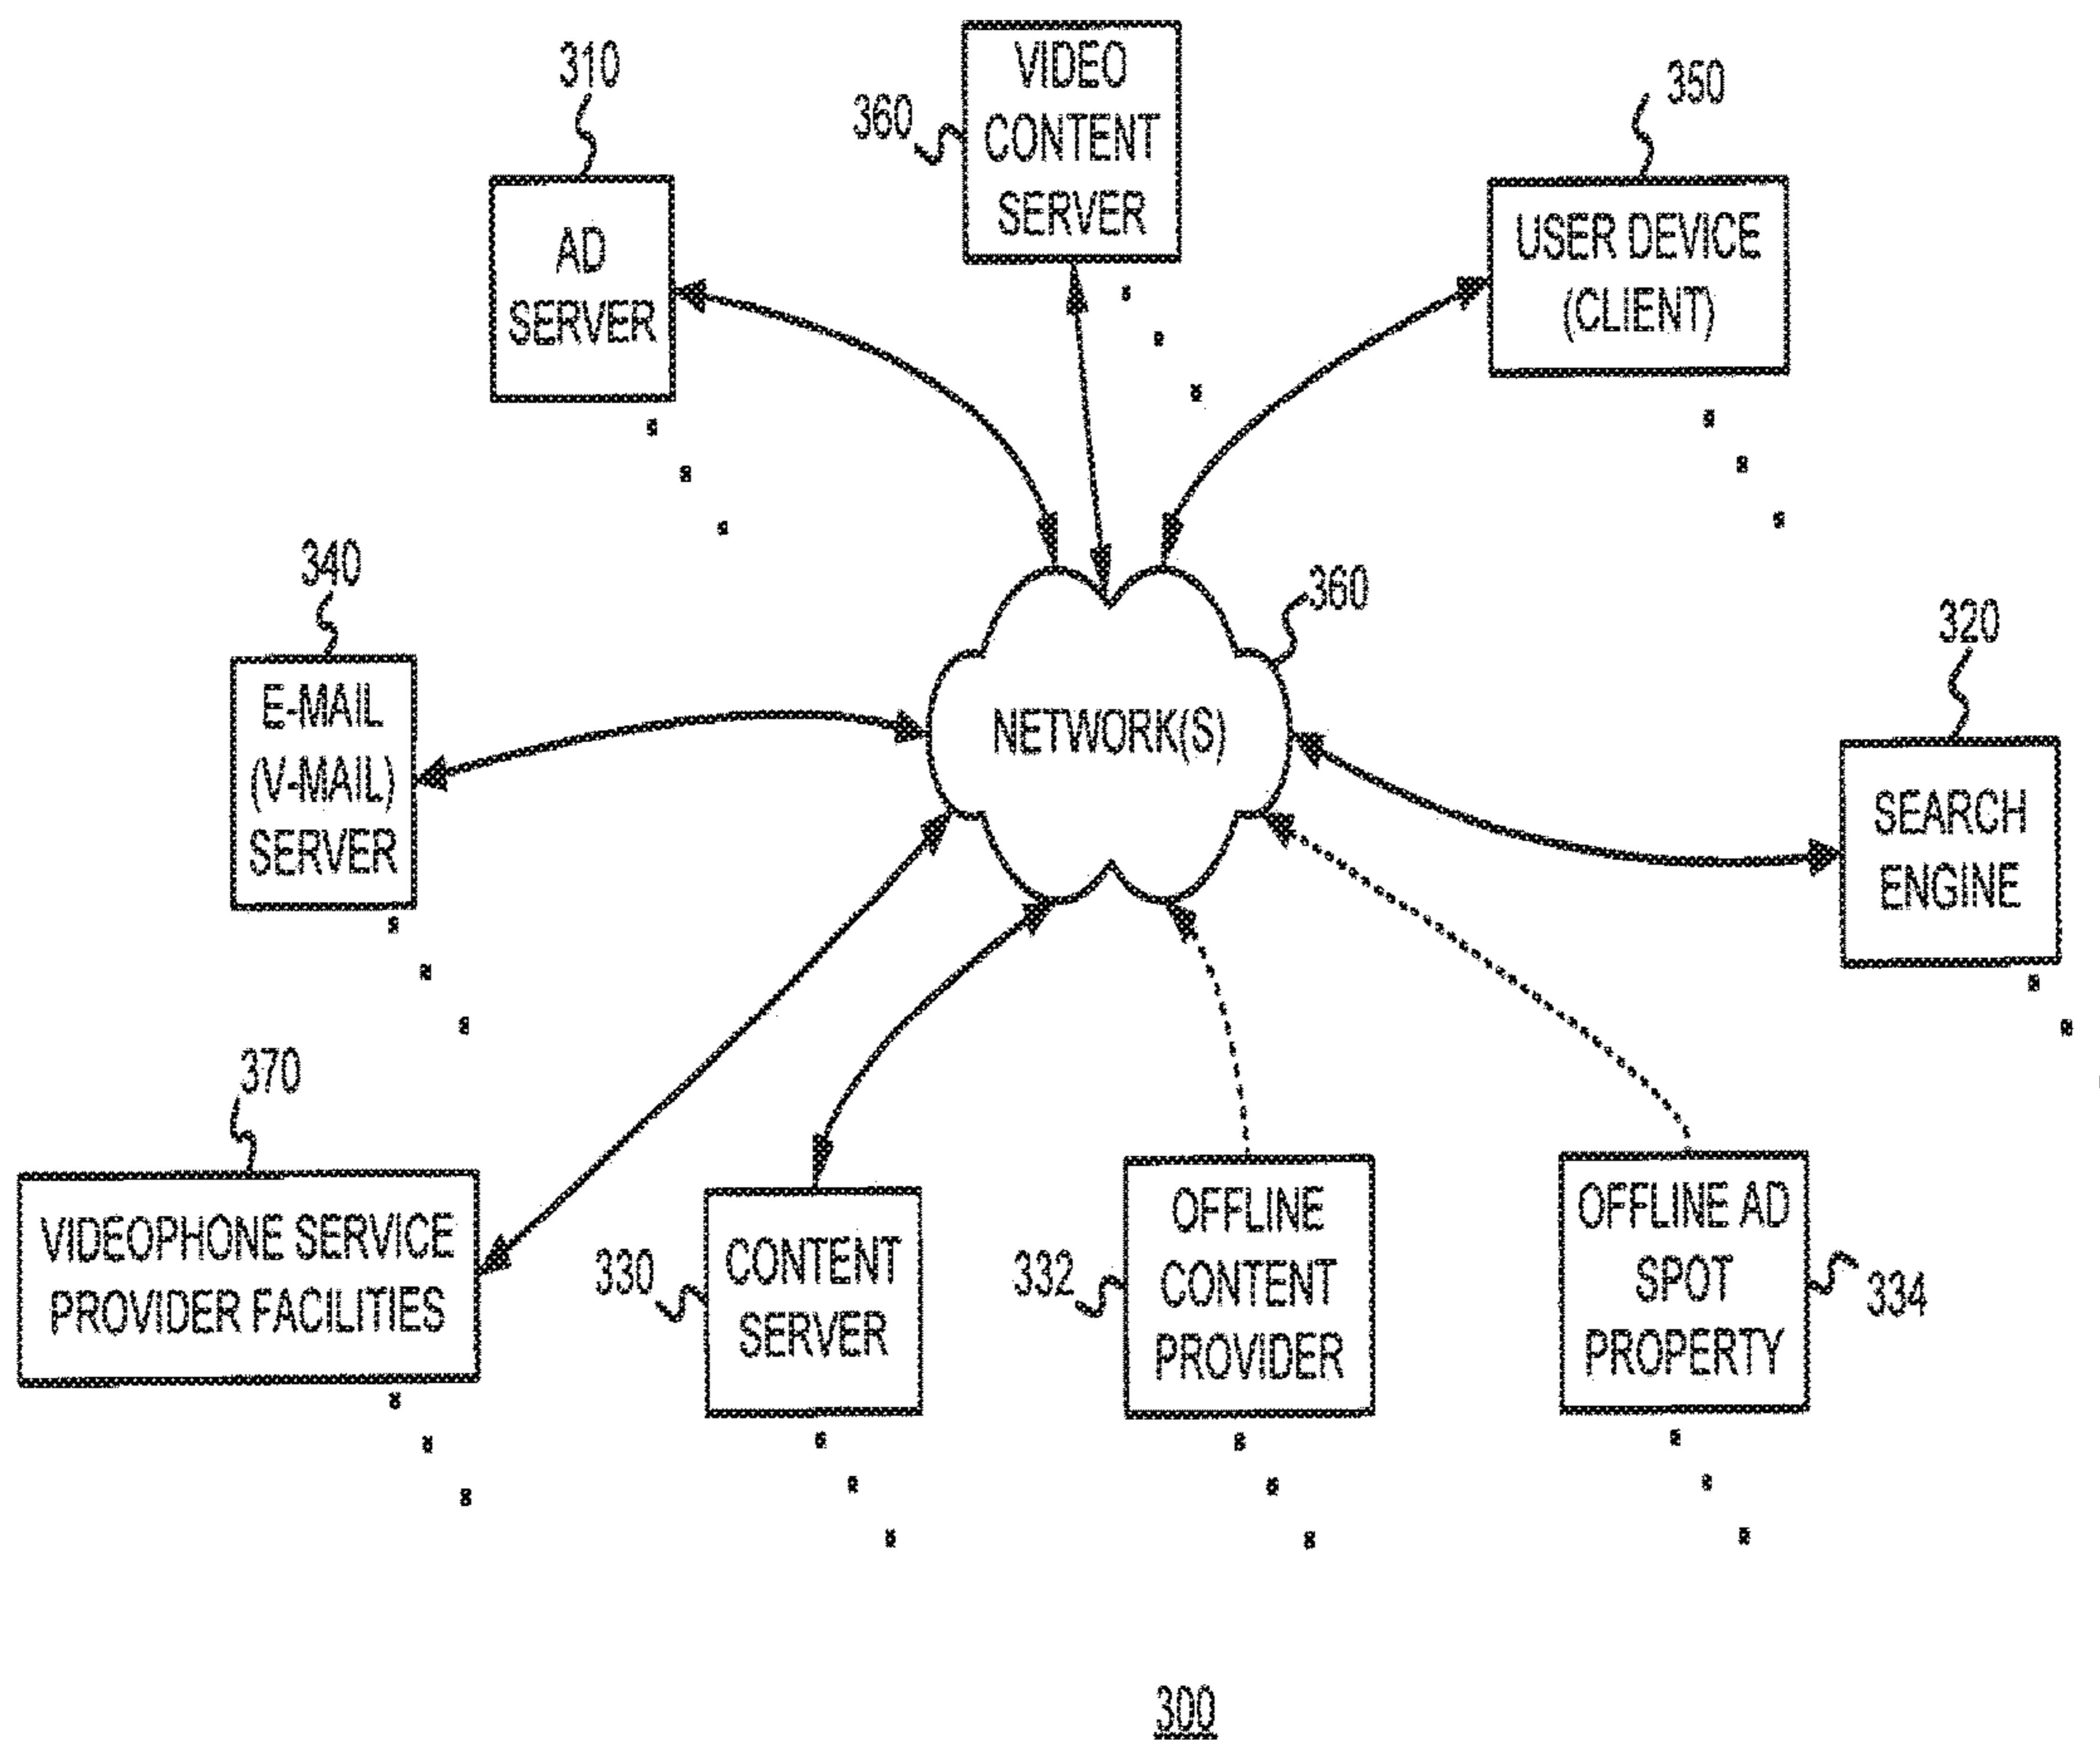 310
360
VIDEO
CONTENT
SERVER
350
AD
SERVER
USER DEVICE
(CLIENT)
340
360
320
E-MAIL
(V-MAIL)
SERVER
NETWORK(S)
SEARCH
ENGINE
370
VIDEOPHONE SERVICE
PROVIDER FACILITIES
330
CONTENT
SERVER
332
OFFLINE
CONTENT
PROVIDER
OFFLINE AD
SPOT
PROPERTY
334
300